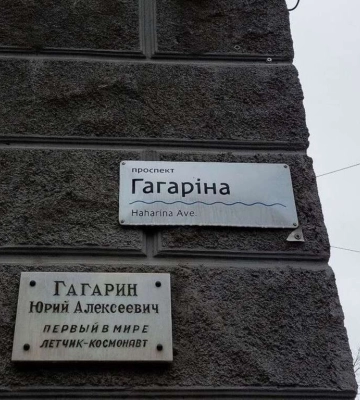 проспект
Гагаріна
Haharina Ave.
ГАГАРИН
ЮРИЙ АЛЕКСЕЕВИЧ
ПЕРВЫЙ В МИРЕ
ЛЕТЧИК-КОСМОНАВТ